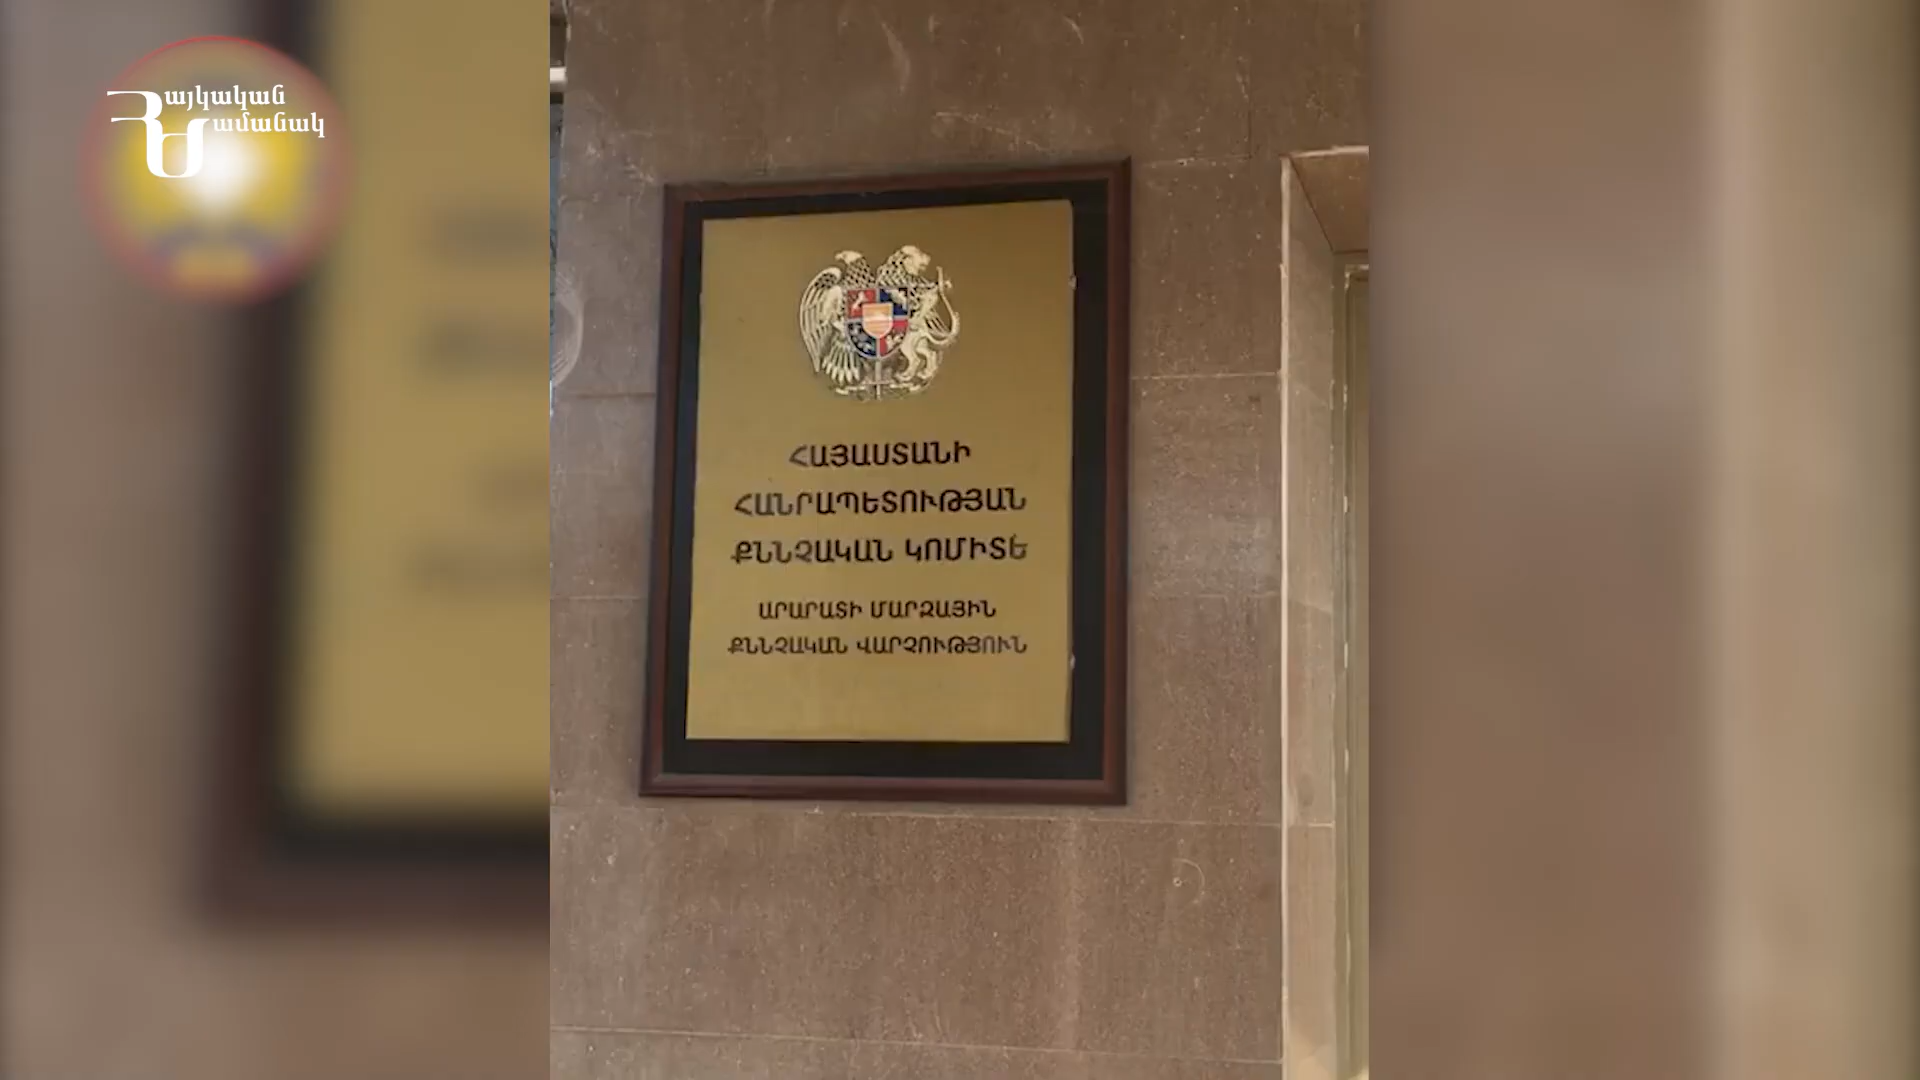 Հայկական
Ժամանակ
ՀԱՅԱՍՏԱՆԻ
ՀԱՆՐԱՊԵՏՈՒԹՅԱՆ
ՔՆՆՉԱԿԱՆ ԿՈՄԻՏԵ
ԱՐԱՐԱՏԻ ՄԱՐԶԱՅԻՆ
ՔՆՆՉԱԿԱՆ ՎԱՐՉՈՒԹՅՈՒՆ